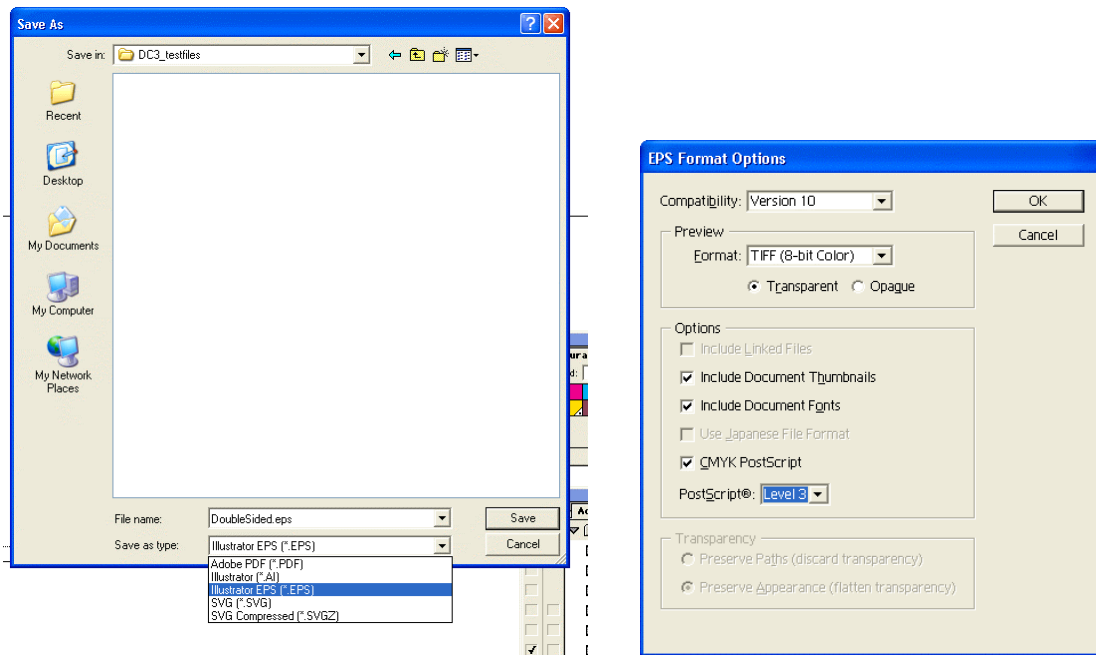 Save As
Save in: DC3_testfiles
Recent
Desktop
My Documents
My Computer
My Network
Places
File name: DoubleSided.eps Save
Save as type: Illustrator EPS (*.EPS) Cancel
Adobe PDF (*.PDF)
Illustrator (*.AI)
Illustrator EPS (*.EPS)
SVG (*.SVG)
SVG Compressed (*.SVGZ)
EPS Format Options
Compatibility: Version 10 OK
Cancel
Preview
Format: TIFF (8-bit Color)
Transparent Opaque
Options
Include Linked Files
Include Document Thumbnails
Include Document Fonts
Use Japanese File Format
CMYK PostScript
PostScript®: Level 3
Transparency
Preserve Paths (discard transparency)
Preserve Appearance (flatten transparency)